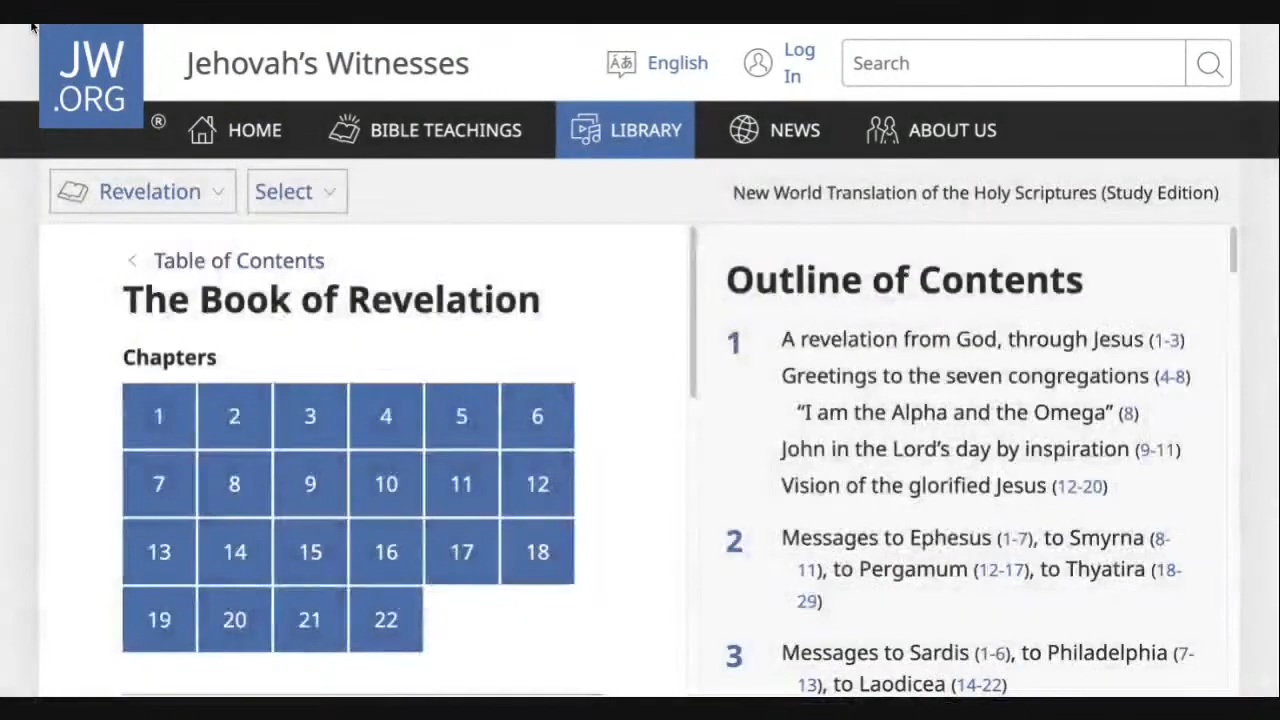 JW
.ORG
®
Jehovah's Witnesses
English
Log
In
Search
HOME
BIBLE TEACHINGS
LIBRARY
NEWS
ABOUT US
Revelation
Select
New World Translation of the Holy Scriptures (Study Edition)
Table of Contents
The Book of Revelation
Chapters
1 2 3 4 5 6
7 8 9 10 11 12
13 14 15 16 17 18
19 20 21 22
Outline of Contents
1 A revelation from God, through Jesus (1-3)
Greetings to the seven congregations (4-8)
“I am the Alpha and the Omega” (8)
John in the Lord’s day by inspiration (9-11)
Vision of the glorified Jesus (12-20)
2 Messages to Ephesus (1-7), to Smyrna (8-
11), to Pergamum (12-17), to Thyatira (18-
29)
3 Messages to Sardis (1-6), to Philadelphia (7-
13), to Laodicea (14-22)